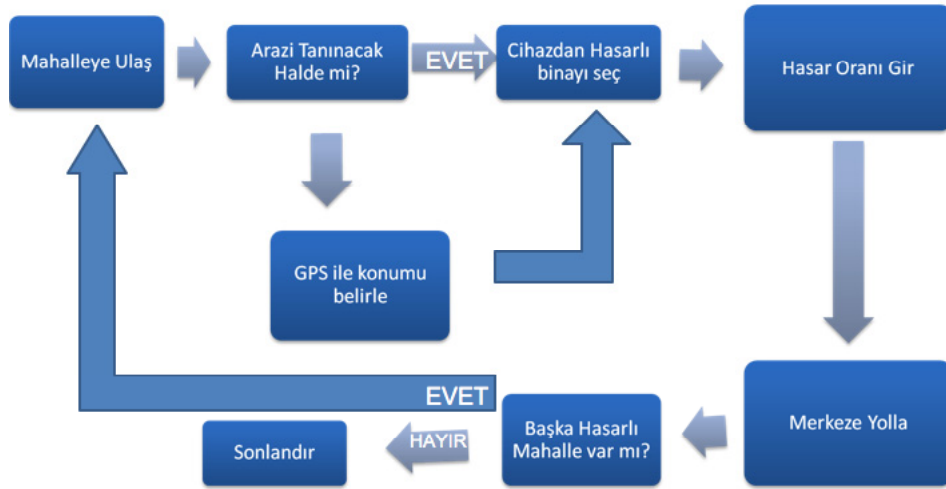 Mahalleye Ulaş
Arazi Tanınacak
Halde mi?
EVET
Cihazdan Hasarlı
binayı seç
Hasar Oranı Gir
GPS ile konumu
belirle
EVET
Merkeze Yolla
Başka Hasarlı
Mahalle var mı?
HAYIR
Sonlandır